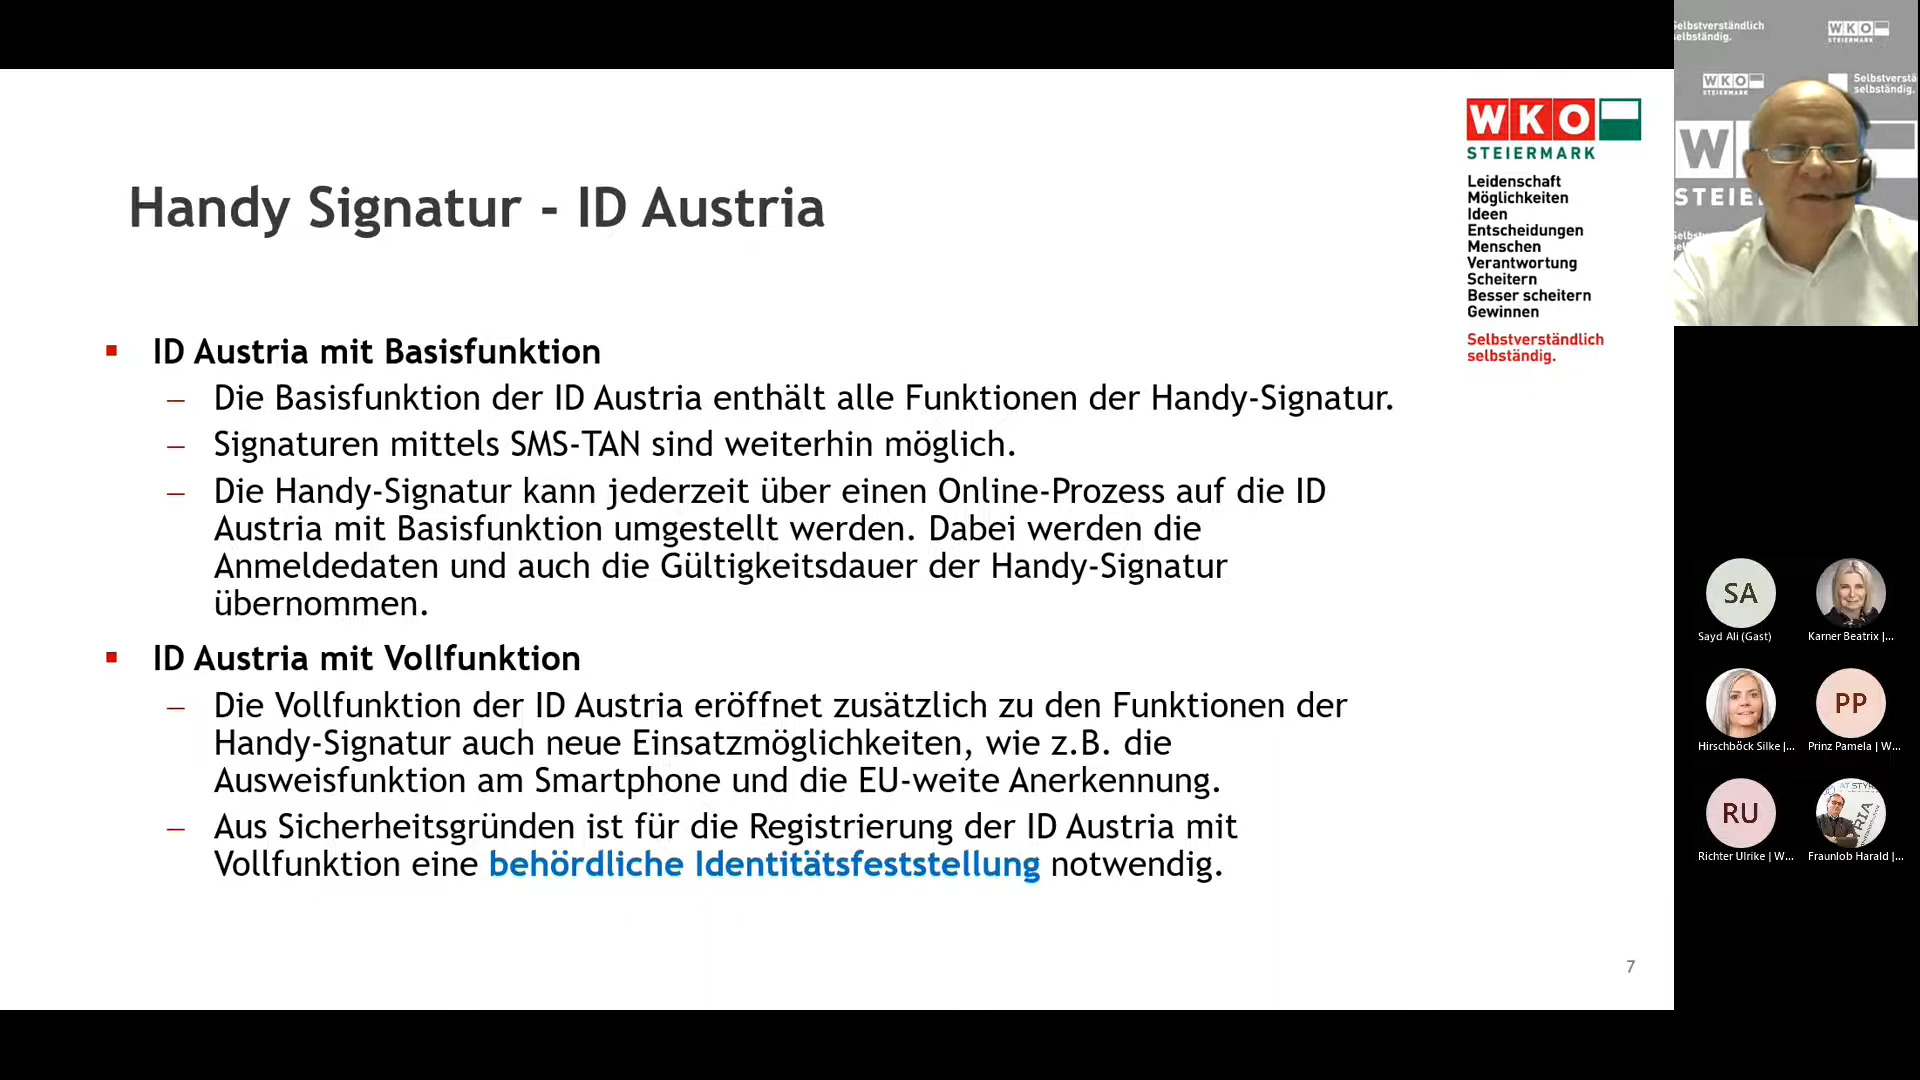 Handy Signatur - ID Austria
WKO
STEIERMARK
Leidenschaft
Möglichkeiten
Ideen
Entscheidungen
Menschen
Verantwortung
Scheitern
Besser scheitern
Gewinnen
Selbstverständlich
selbständig.
ID Austria mit Basisfunktion
Die Basisfunktion der ID Austria enthält alle Funktionen der Handy-Signatur.
Signaturen mittels SMS-TAN sind weiterhin möglich.
Die Handy-Signatur kann jederzeit über einen Online-Prozess auf die ID
Austria mit Basisfunktion umgestellt werden. Dabei werden die
Anmeldedaten und auch die Gültigkeitsdauer der Handy-Signatur
übernommen.
ID Austria mit Vollfunktion
Die Vollfunktion der ID Austria eröffnet zusätzlich zu den Funktionen der
Handy-Signatur auch neue Einsatzmöglichkeiten, wie z.B. die
Ausweisfunktion am Smartphone und die EU-weite Anerkennung.
Aus Sicherheitsgründen ist für die Registrierung der ID Austria mit
Vollfunktion eine behördliche Identitätsfeststellung notwendig.
7
elbstverständlich
elbständig.
WKO
STEIERMARK
WKO
STEIERMARK
Selbstverstä
selbständig.
W
STEIE
SA
Sayd Ali (Gast)
Karner Beatrix |...
Hirschböck Silke |...
PP
Prinz Pamela | W...
RU
Richter Ulrike | W...
Fraunlob Harald |...